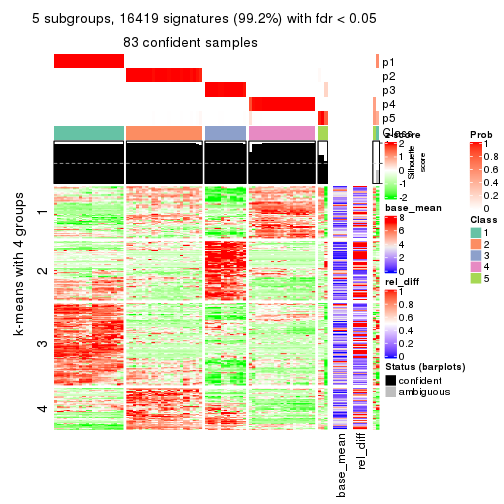 5 subgroups, 16419 signatures (99.2%) with fdr < 0.05
83 confident samples
p1
p2
p3
p4
p5
Class
k-means with 4 groups
1
2
3
4
base_mean
rel_diff
z-score
2
1
0
-1
-2
Silhouette
score
base_mean
8
6
4
2
0
rel_diff
1
0.8
0.6
0.4
0.2
0
Status (barplots)
confident
ambiguous
Prob
1
0.8
0.6
0.4
0.2
0
Class
1
2
3
4
5